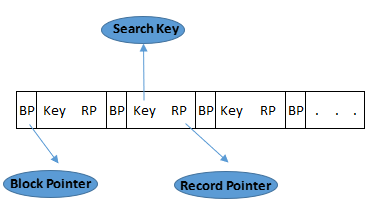 Search Key
BP Key RP BP Key RP BP Key RP BP . . .
Block Pointer
Record Pointer